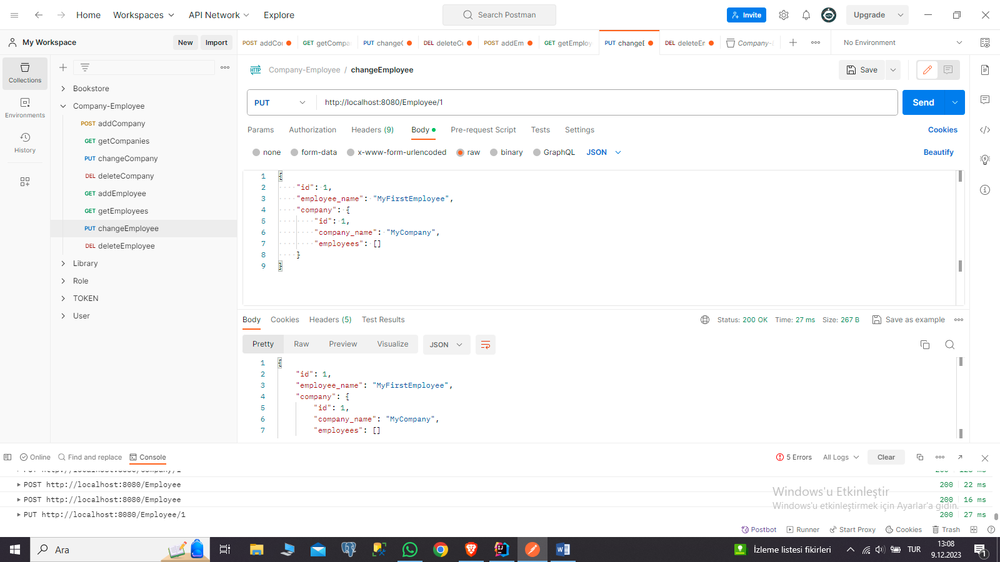 Home Workspaces API Network Explore Search Postman Invite Upgrade
My Workspace New Import POST addCo GET getCompa PUT change DEL deleteC POST addEm GET getEmploy PUT change DEL deleteEm Company- No Environment
Company-Employee / changeEmployee Save
Collections
Environments
History
Bookstore
Company-Employee
POST addCompany
GET getCompanies
PUT changeCompany
DEL deleteCompany
GET addEmployee
GET getEmployees
PUT changeEmployee
DEL deleteEmployee
Library
Role
TOKEN
User
PUT http://localhost:8080/Employee/1 Send
Params Authorization Headers (9) Body Pre-request Script Tests Settings Cookies
none form-data x-www-form-urlencoded raw binary GraphQL JSON Beautify
1 {
2 "id": 1,
3 "employee_name": "MyFirstEmployee",
4 "company": {
5 "id": 1,
6 "company_name": "MyCompany",
7 "employees": []
8 }
9 }
Body Cookies Headers (5) Test Results Status: 200 OK Time: 27 ms Size: 267 B Save as example
Pretty Raw Preview Visualize JSON
1 {
2 "id": 1,
3 "employee_name": "MyFirstEmployee",
4 "company": {
5 "id": 1,
6 "company_name": "MyCompany",
7 "employees": []
Online Find and replace Console 5 Errors All Logs Clear
POST http://localhost:8080/Employee 200 22 ms
POST http://localhost:8080/Employee 200 16 ms
PUT http://localhost:8080/Employee/1 200 27 ms
Windows'u Etkinleştir
Windows'u etkinleştirmek için Ayarlar'a gidin.
Postbot Runner Start Proxy Cookies Trash
Ara İzleme listesi fikirleri TUR 13:08
9.12.2023 1